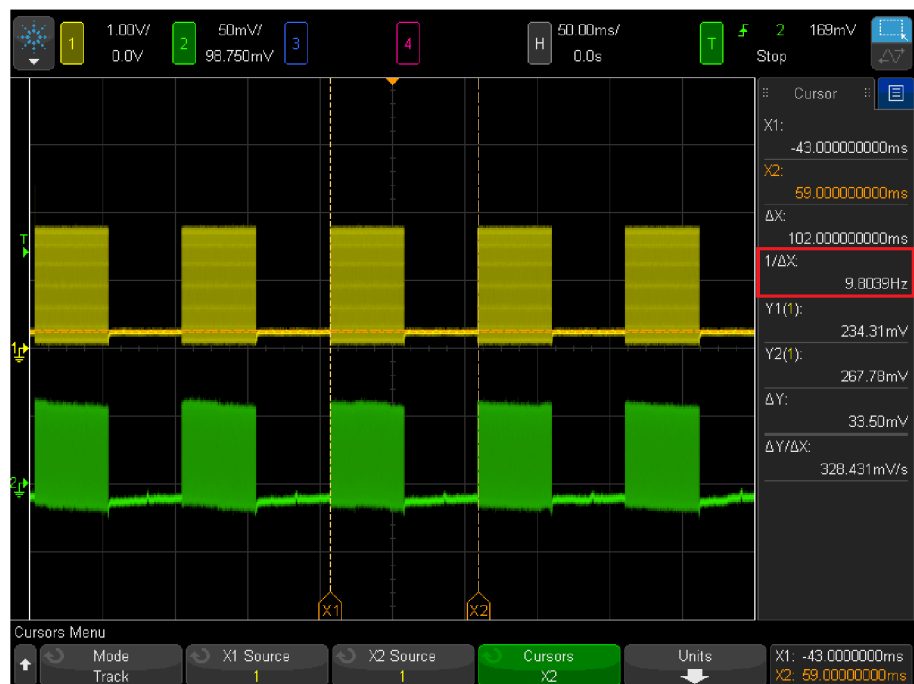 1 1.00V/ 2 50mV/ 3 4 H 50.00ms/ T 2 169mV
0.0V 98.750mV 0.0s Stop
Cursor
X1:
-43.000000000ms
X2:
59.000000000ms
ΔX:
102.000000000ms
1/ΔX:
9.8039Hz
Y1(1):
234.31mV
Y2(1):
267.78mV
ΔY:
33.50mV
ΔY/ΔX:
328.431mV/s
T
1
2
X1 X2
Cursors Menu
Mode X1 Source X2 Source Cursors Units X1: -43.0000000ms
Track 1 1 X2 X2: 59.0000000ms